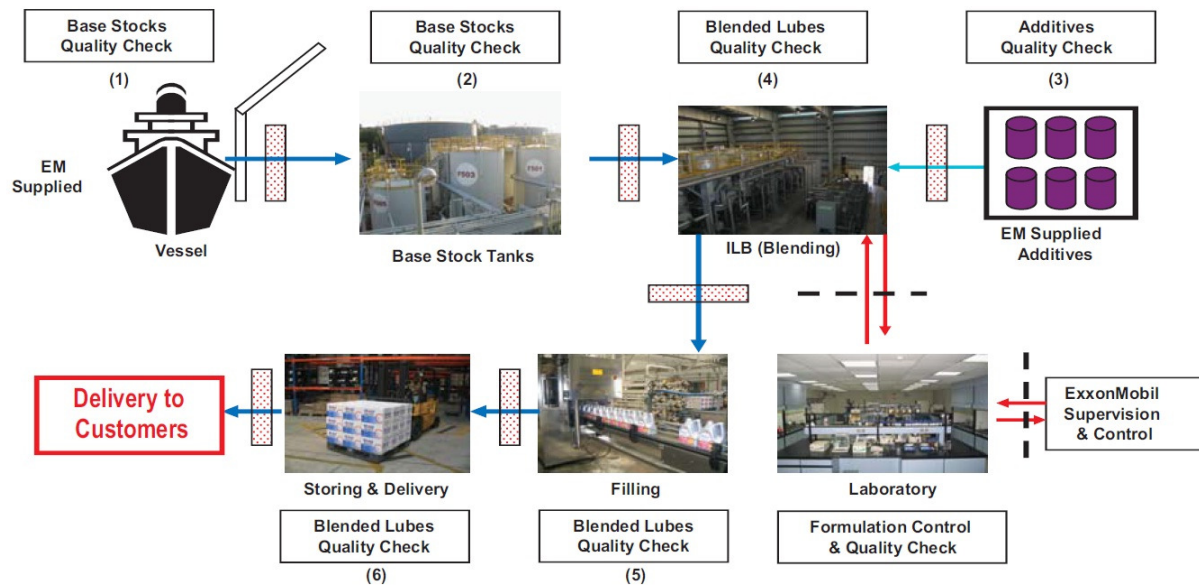 Base Stocks
Quality Check
(1)
Base Stocks
Quality Check
(2)
Blended Lubes
Quality Check
(4)
Additives
Quality Check
(3)
EM
Supplied
Vessel
Base Stock Tanks
ILB (Blending)
EM Supplied
Additives
Delivery to
Customers
Storing & Delivery
Filling
Laboratory
ExxonMobil
Supervision
& Control
Blended Lubes
Quality Check
(6)
Blended Lubes
Quality Check
(5)
Formulation Control
& Quality Check